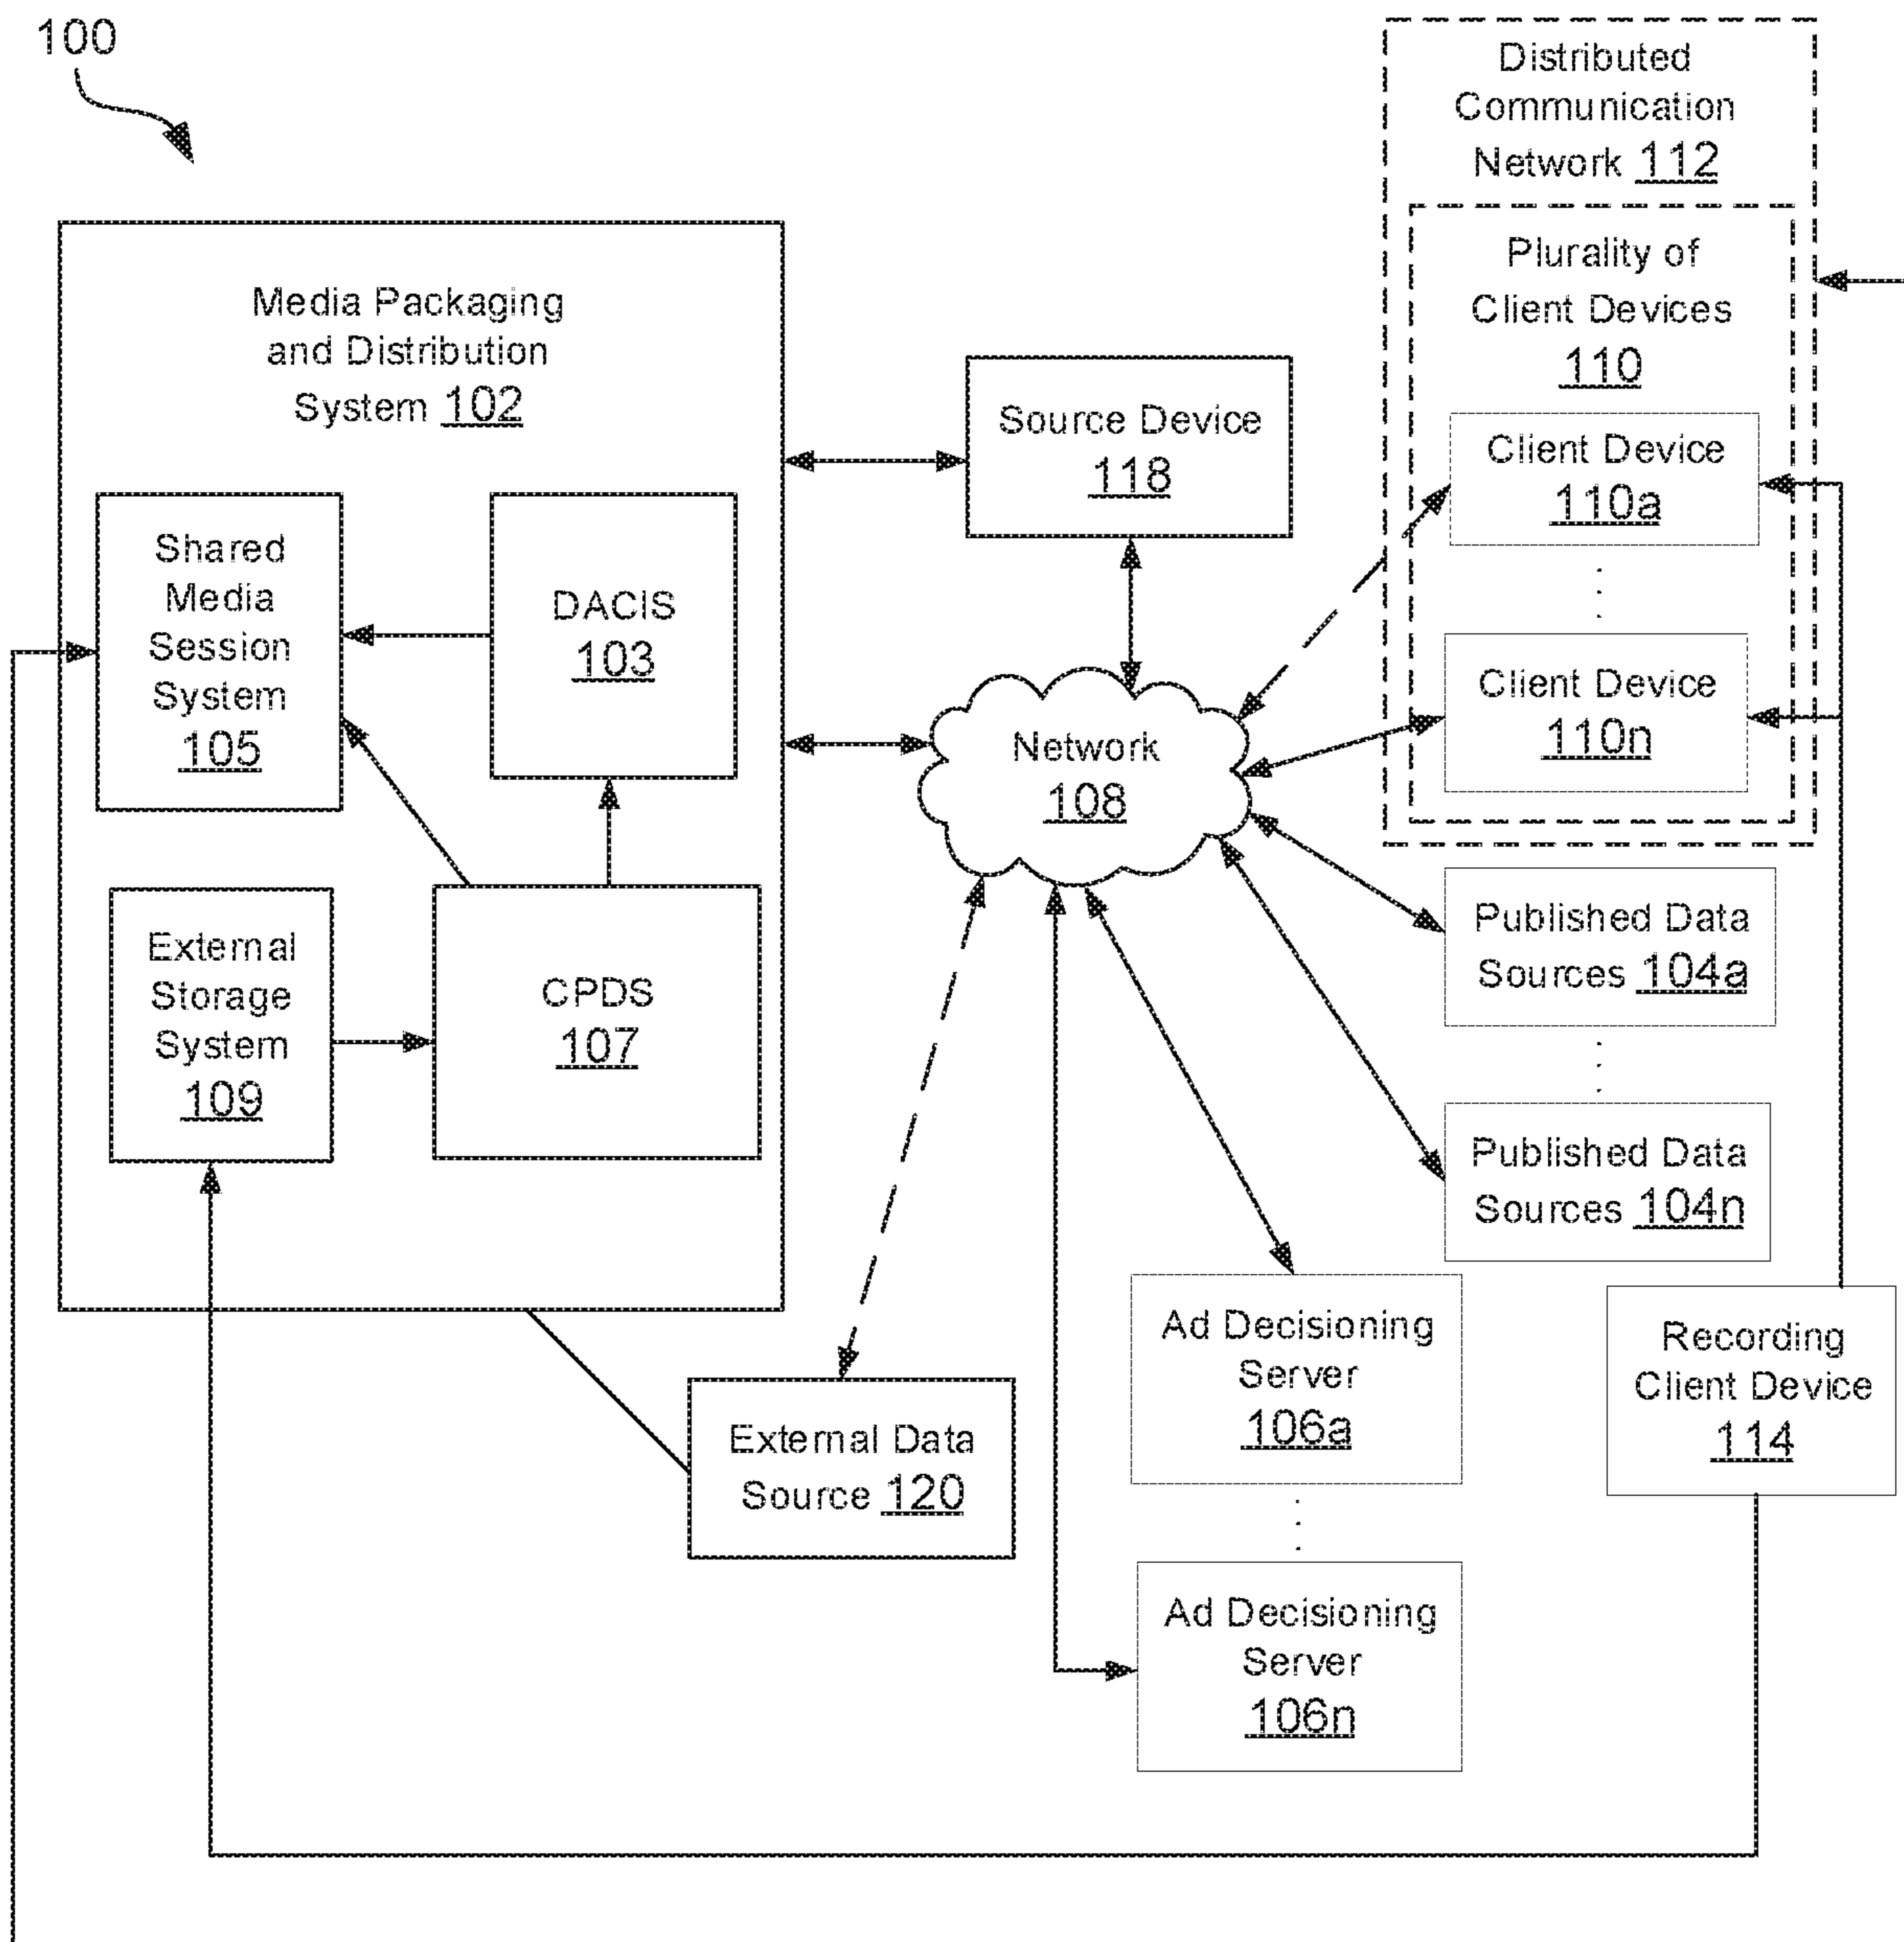 100
Distributed
Communication
Network 112
Plurality of
Client Devices
110
Client Device
110a
Client Device
110n
Media Packaging
and Distribution
System 102
Source Device
118
Shared
Media
Session
System
105
DACIS
103
Network
108
External
Storage
System
109
CPDS
107
Published Data
Sources 104a
Published Data
Sources 104n
Ad Decisioning
Server
106a
Recording
Client Device
114
External Data
Source 120
Ad Decisioning
Server
106n